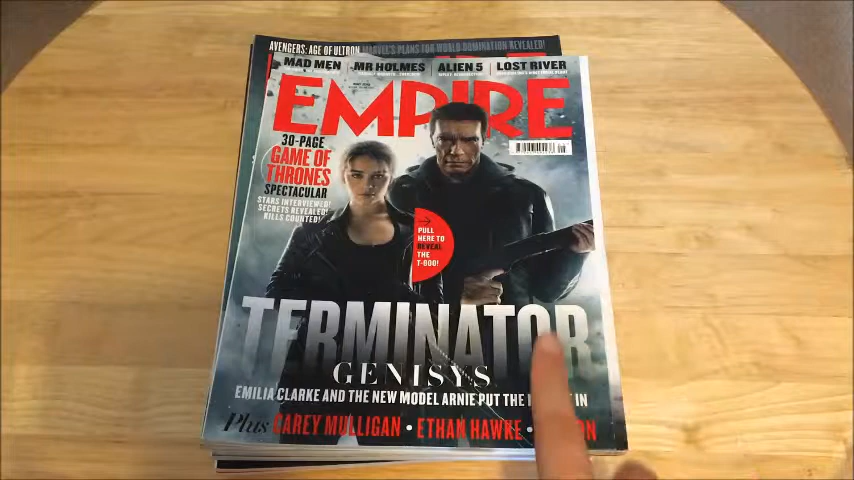 AVENGERS: AGE OF ULTRON MARVEL'S PLANS FOR WORLD DOMINATION REVEALED!
MAD MEN MR HOLMES ALIEN 5 LOST RIVER
EMPIRE
30-PAGE
GAME OF
THRONES
SPECTACULAR
STARS INTERVIEWED!
SECRETS REVEALED!
KILLS COUNTED!
PULL
HERE TO
REVEAL
THE
T-800!
TERMINATOR
GENISYS
EMILIA CLARKE AND THE NEW MODEL ARNIE PUT THE IN
Plus CAREY MULLIGAN • ETHAN HAWKE •